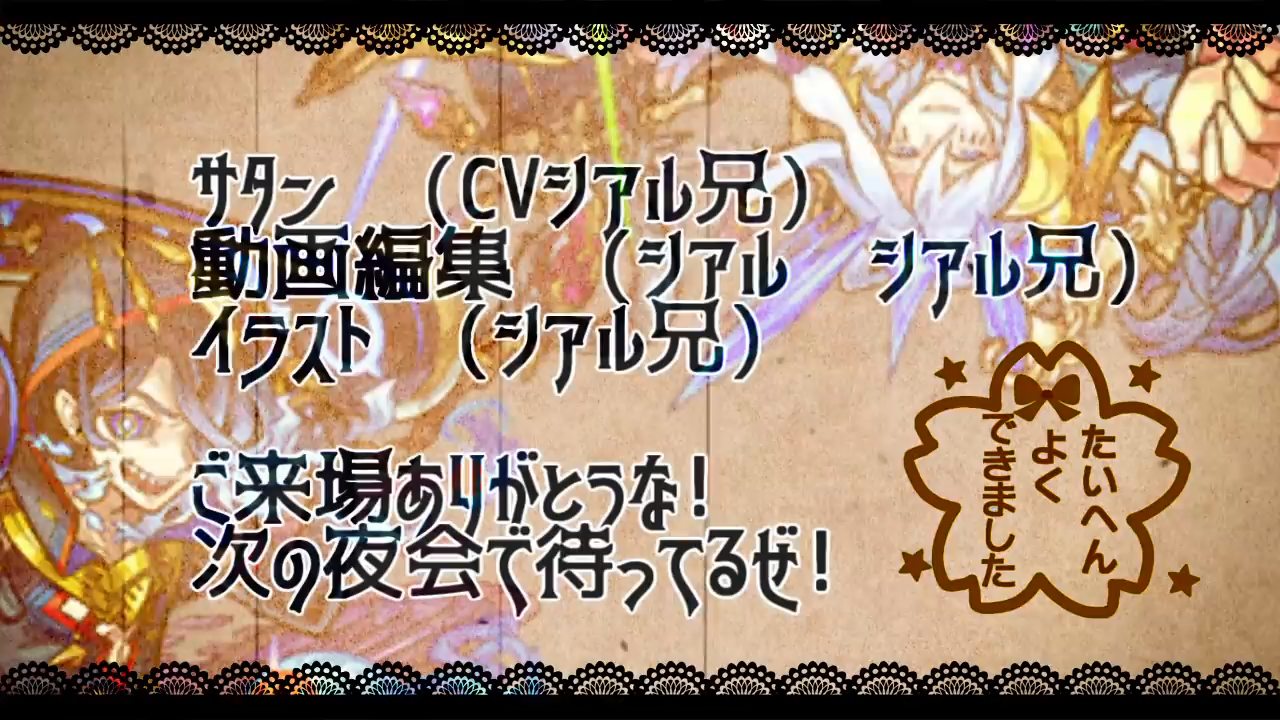 サタン　(CVシアル兄)
動画編集　(シアル　シアル兄)
イラスト　(シアル兄)
ご来場ありがとうな!
次の夜会で待ってるぜ!
たいへん
よく
できました